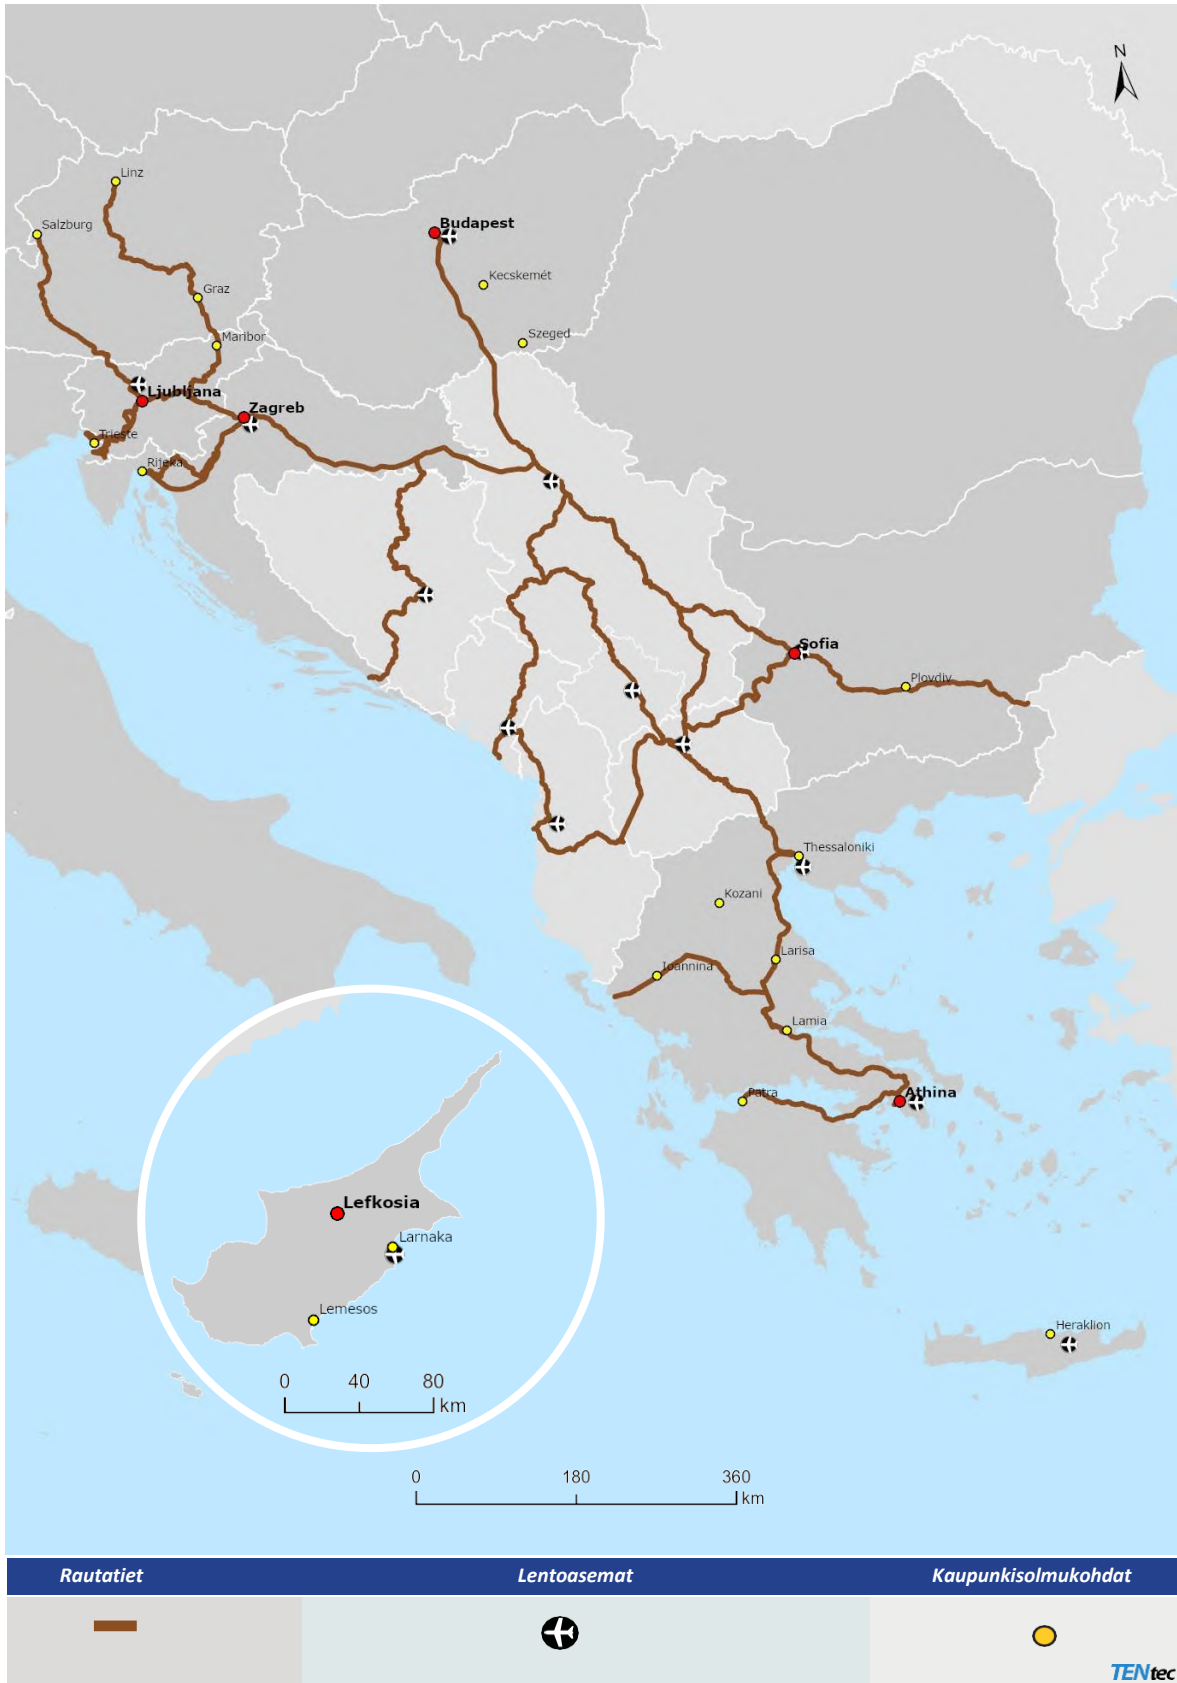 N
Linz
Salzburg
Budapest
Kecskemét
Graz
Szeged
Maribor
Ljubljana
Zagreb
Trieste
Rijeka
Sofia
Plovdiv
Thessaloniki
Kozani
Larisa
Ioannina
Lamia
Patra
Athina
Lefkosia
Larnaka
Lemesos
Heraklion
0 40 80
km
0 180 360
km
Rautatiet Lentoasemat Kaupunkisolmukohdat
TENtec